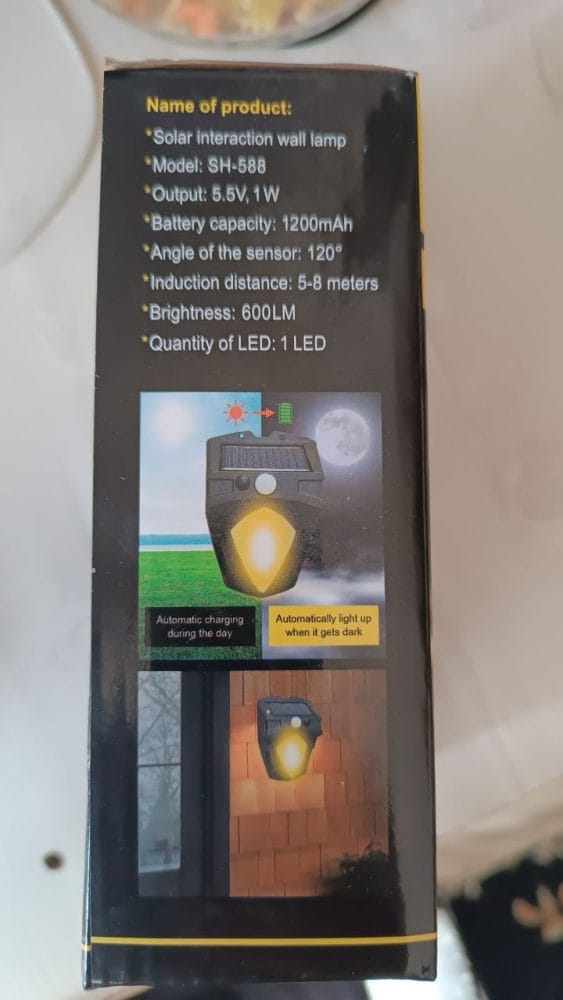 Name of product:
*Solar interaction wall lamp
*Model: SH-588
*Output: 5.5V, 1W
*Battery capacity: 1200mAh
*Angle of the sensor: 120°
*Induction distance: 5-8 meters
*Brightness: 600LM
*Quantity of LED: 1 LED
Automatic charging
during the day
Automatically light up
when it gets dark